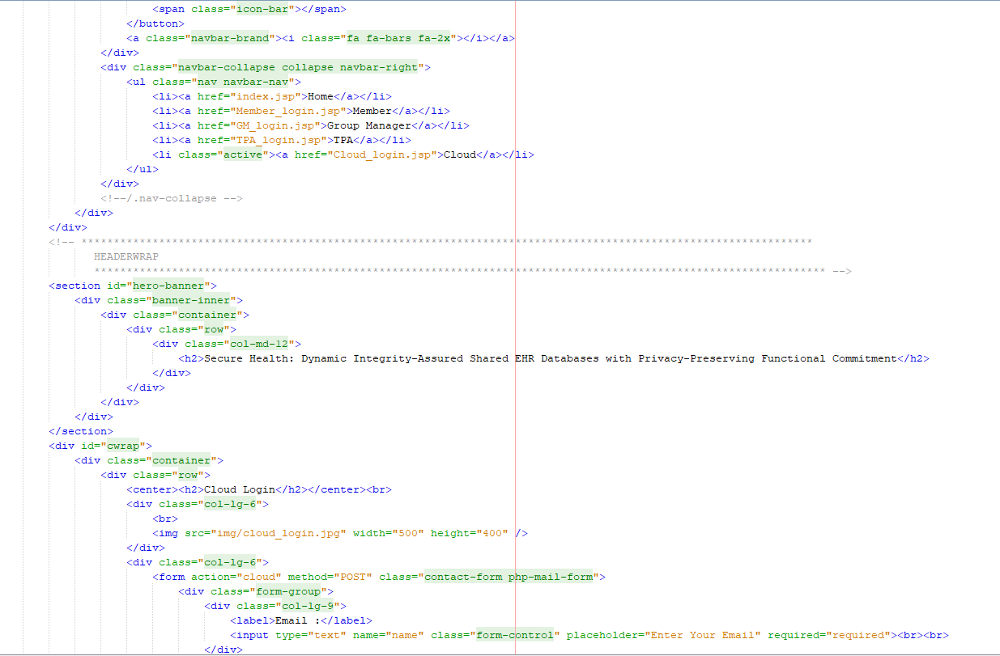 <span class="icon-bar"></span>
</button>
<a class="navbar-brand"><i class="fa fa-bars fa-2x"></i></a>
</div>
<div class="navbar-collapse collapse navbar-right">
<ul class="nav navbar-nav">
<li><a href="index.jsp">Home</a></li>
<li><a href="Member_login.jsp">Member</a></li>
<li><a href="GM_login.jsp">Group Manager</a></li>
<li><a href="TPA_login.jsp">TPA</a></li>
<li class="active"><a href="Cloud_login.jsp">Cloud</a></li>
</ul>
</div>
<!--/.nav-collapse -->
</div>
</div>
<!-- *****************************************************************************************************************
HEADERWRAP
***************************************************************************************************************** -->
<section id="hero-banner">
<div class="banner-inner">
<div class="container">
<div class="row">
<div class="col-md-12">
<h2>Secure Health: Dynamic Integrity-Assured Shared EHR Databases with Privacy-Preserving Functional Commitment</h2>
</div>
</div>
</div>
</div>
</section>
<div id="cwrap">
<div class="container">
<div class="row">
<center><h2>Cloud Login</h2></center><br>
<div class="col-lg-6">
<br>
<img src="img/cloud_login.jpg" width="500" height="400" />
</div>
<div class="col-lg-6">
<form action="cloud" method="POST" class="contact-form php-mail-form">
<div class="form-group">
<div class="col-lg-9">
<label>Email :</label>
<input type="text" name="name" class="form-control" placeholder="Enter Your Email" required="required"><br><br>
</div>